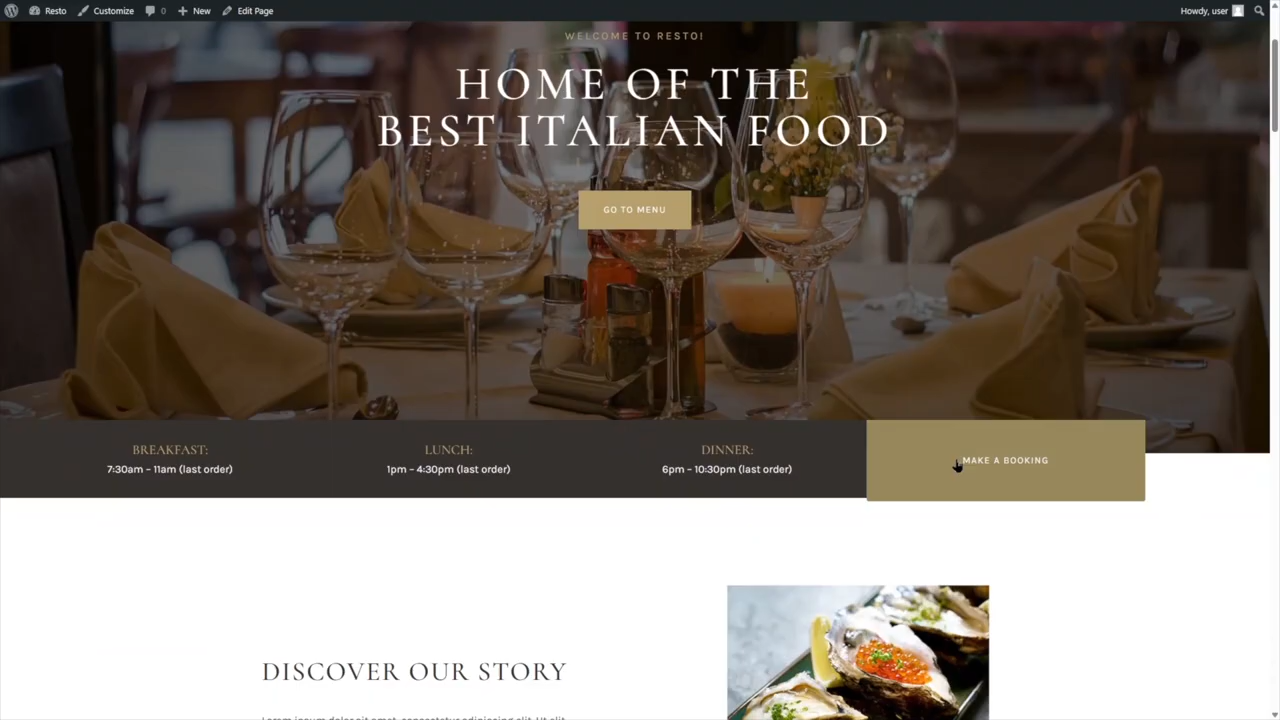 Resto
Customize
0
New
Edit Page
Howdy, user
WELCOME TO RESTO!
HOME OF THE
BEST ITALIAN FOOD
GO TO MENU
BREAKFAST:
7:30am – 11am (last order)
LUNCH:
1pm – 4:30pm (last order)
DINNER:
6pm – 10:30pm (last order)
MAKE A BOOKING
DISCOVER OUR STORY